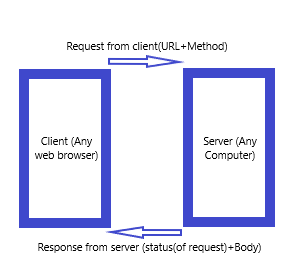 Request from client(URL+Method)
Client (Any
web browser)
Server (Any
Computer)
Response from server (status(of request)+Body)